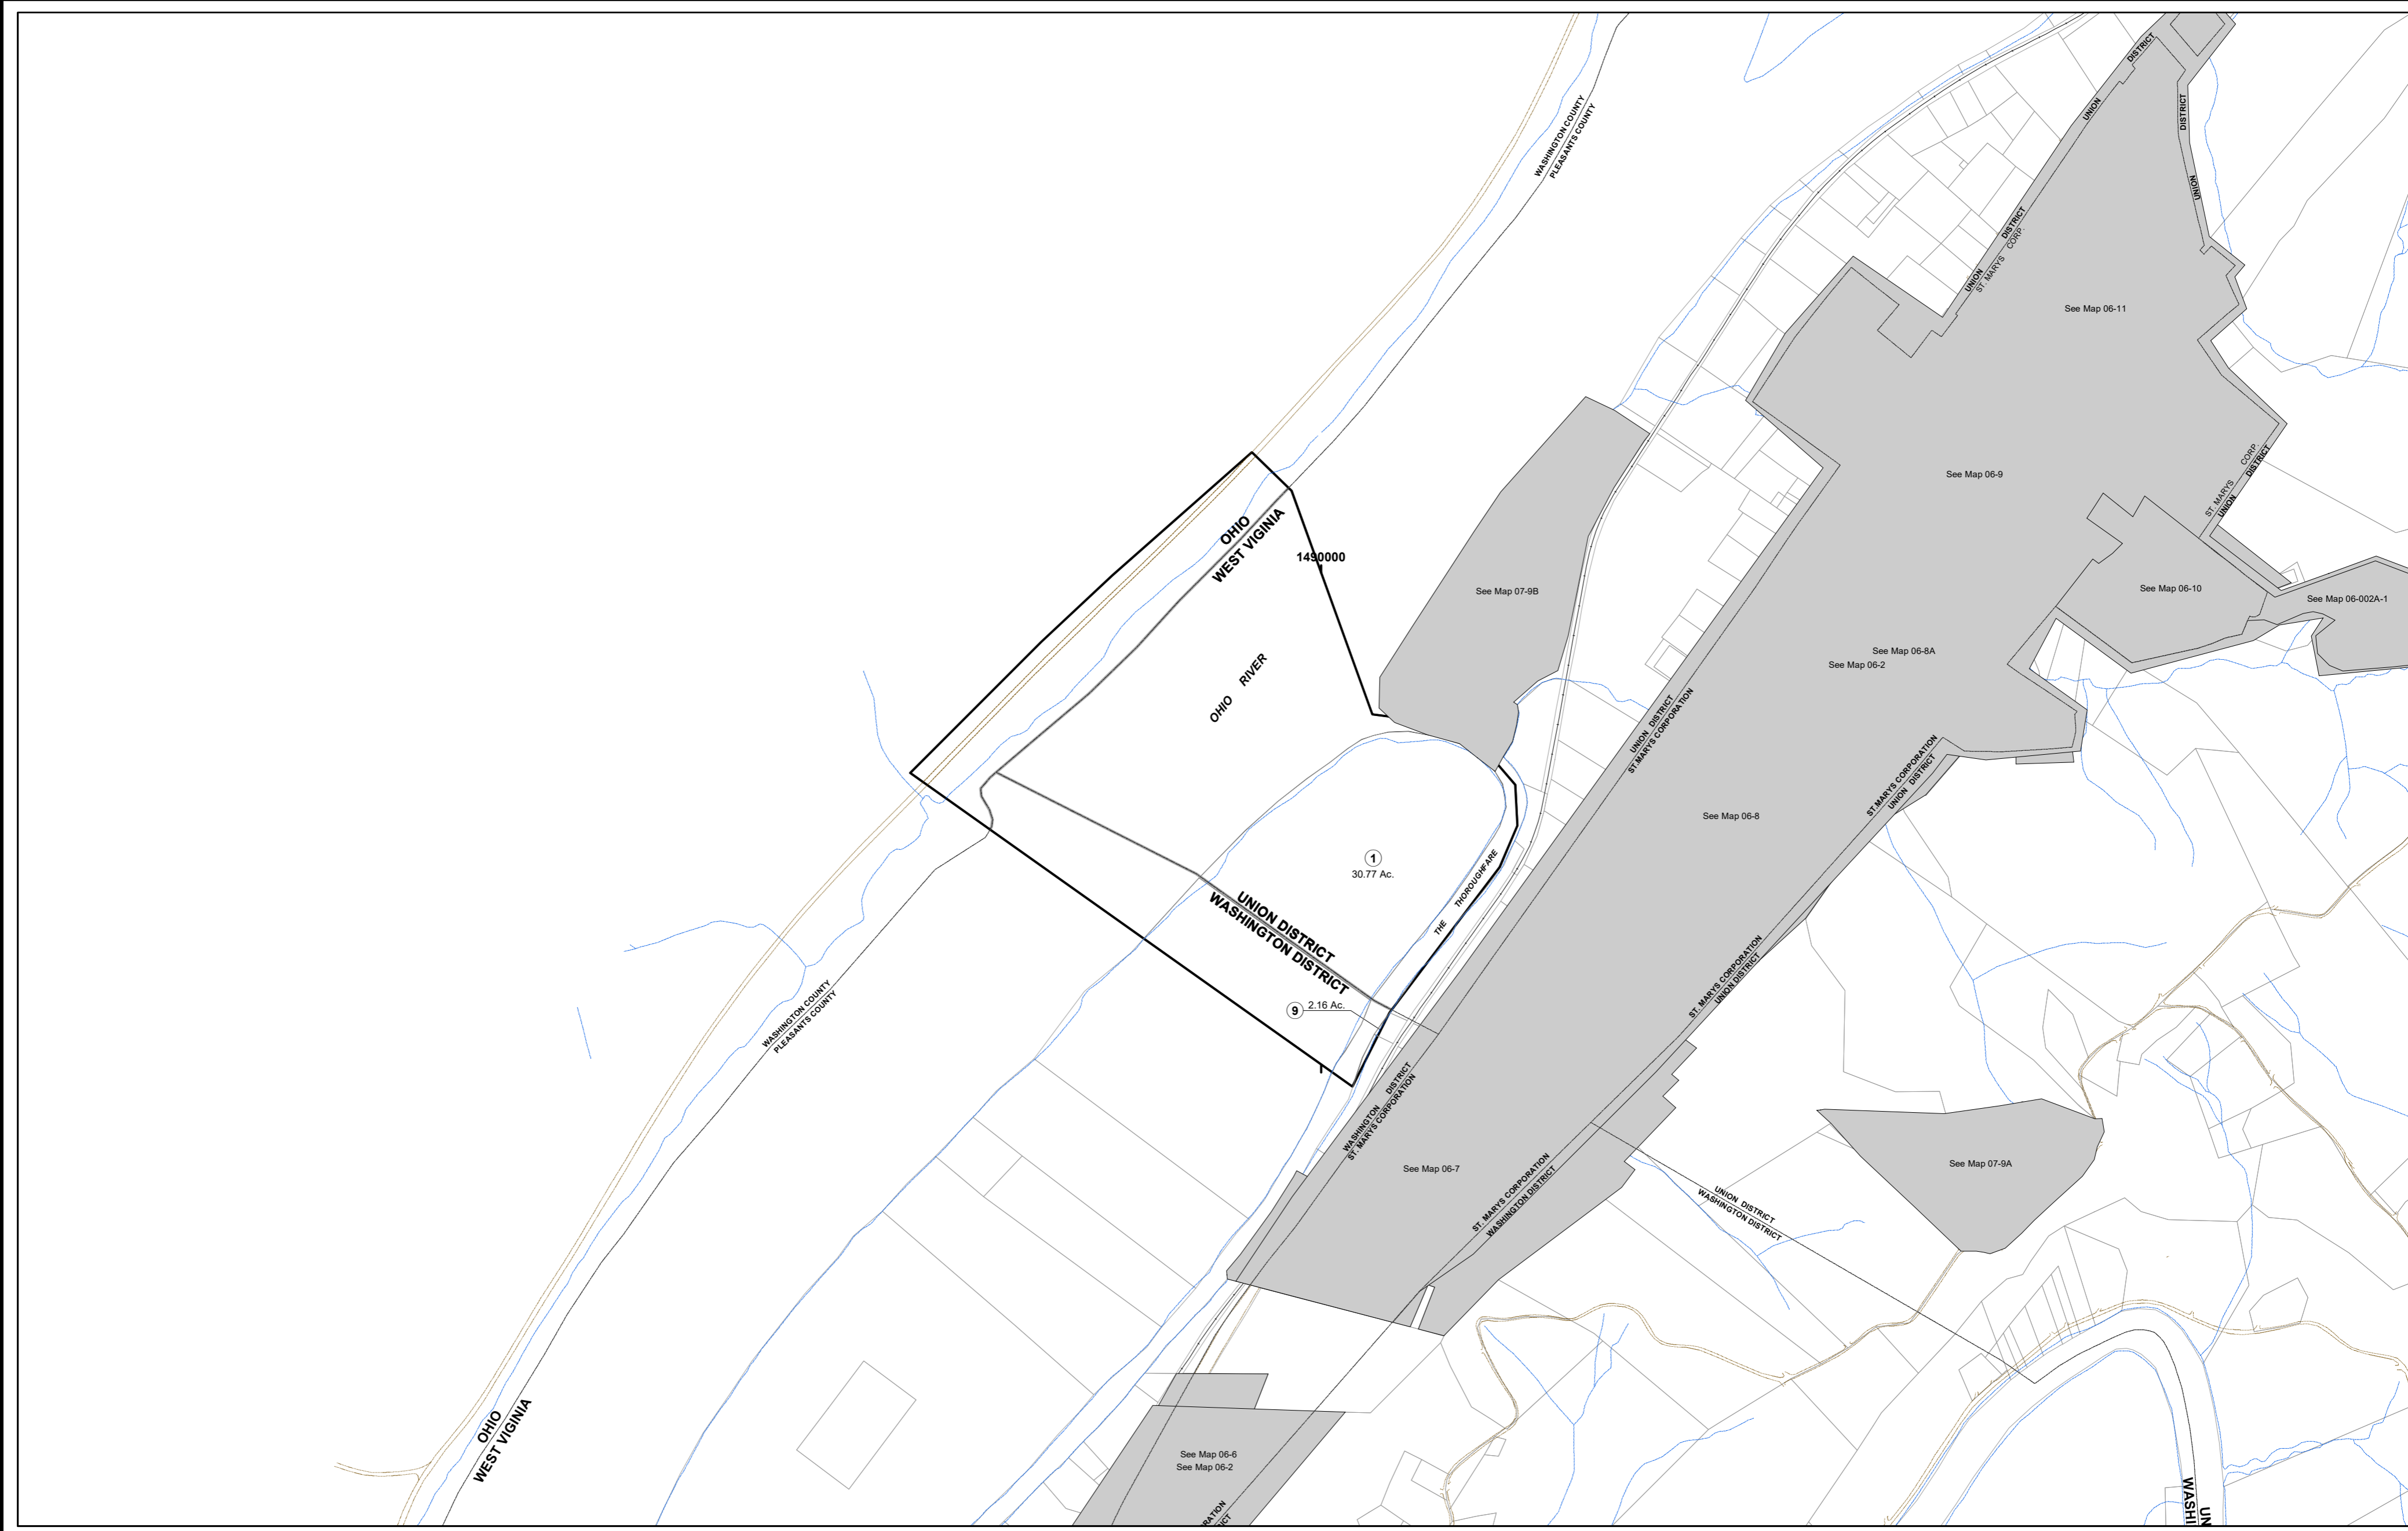 DISTRICT
UNION
DISTRICT
UNION
WASHINGTON COUNTY
PLEASANTS COUNTY
UNION DISTRICT
ST. MARYS CORP.
See Map 06-11
ST. MARYS CORP.
UNION DISTRICT
See Map 06-9
OHIO
WEST VIGINIA
1490000
See Map 07-9B
See Map 06-10
See Map 06-002A-1
See Map 06-8A
See Map 06-2
OHIO RIVER
UNION DISTRICT
ST.MARYS CORPORATION
ST.MARYS CORPORATION
UNION DISTRICT
See Map 06-8
1
30.77 Ac.
THE THOROUGHFARE
UNION DISTRICT
WASHINGTON DISTRICT
9 2.16 Ac.
ST. MARYS CORPORATION
UNION DISTRICT
WASHINGTON COUNTY
PLEASANTS COUNTY
WASHINGTON DISTRICT
ST. MARYS CORPORATION
See Map 06-7
See Map 07-9A
ST. MARYS CORPORATION
WASHINGTON DISTRICT
UNION DISTRICT
WASHINGTON DISTRICT
OHIO
WEST VIGINIA
See Map 06-6
See Map 06-2
RATION
ICT
WASHI
UN